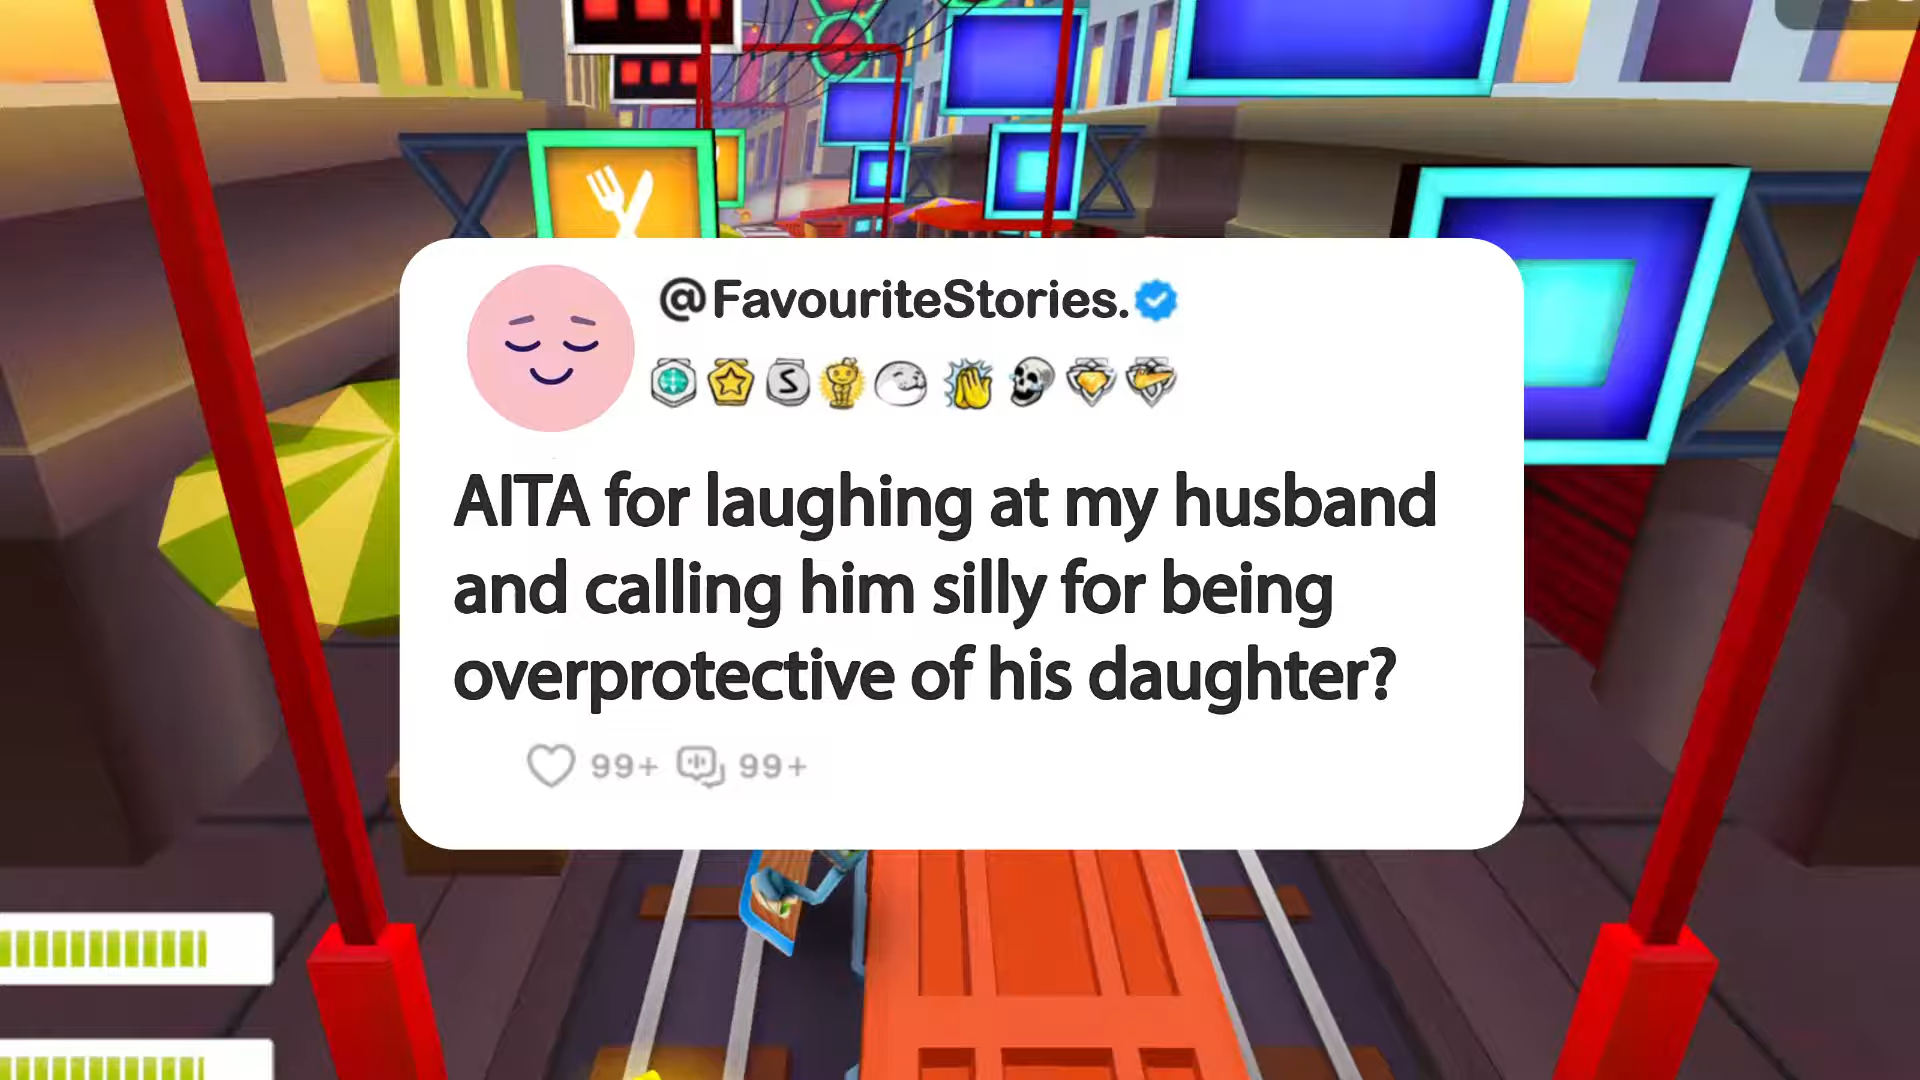 @FavouriteStories.
AITA for laughing at my husband
and calling him silly for being
overprotective of his daughter?
99+ 99+